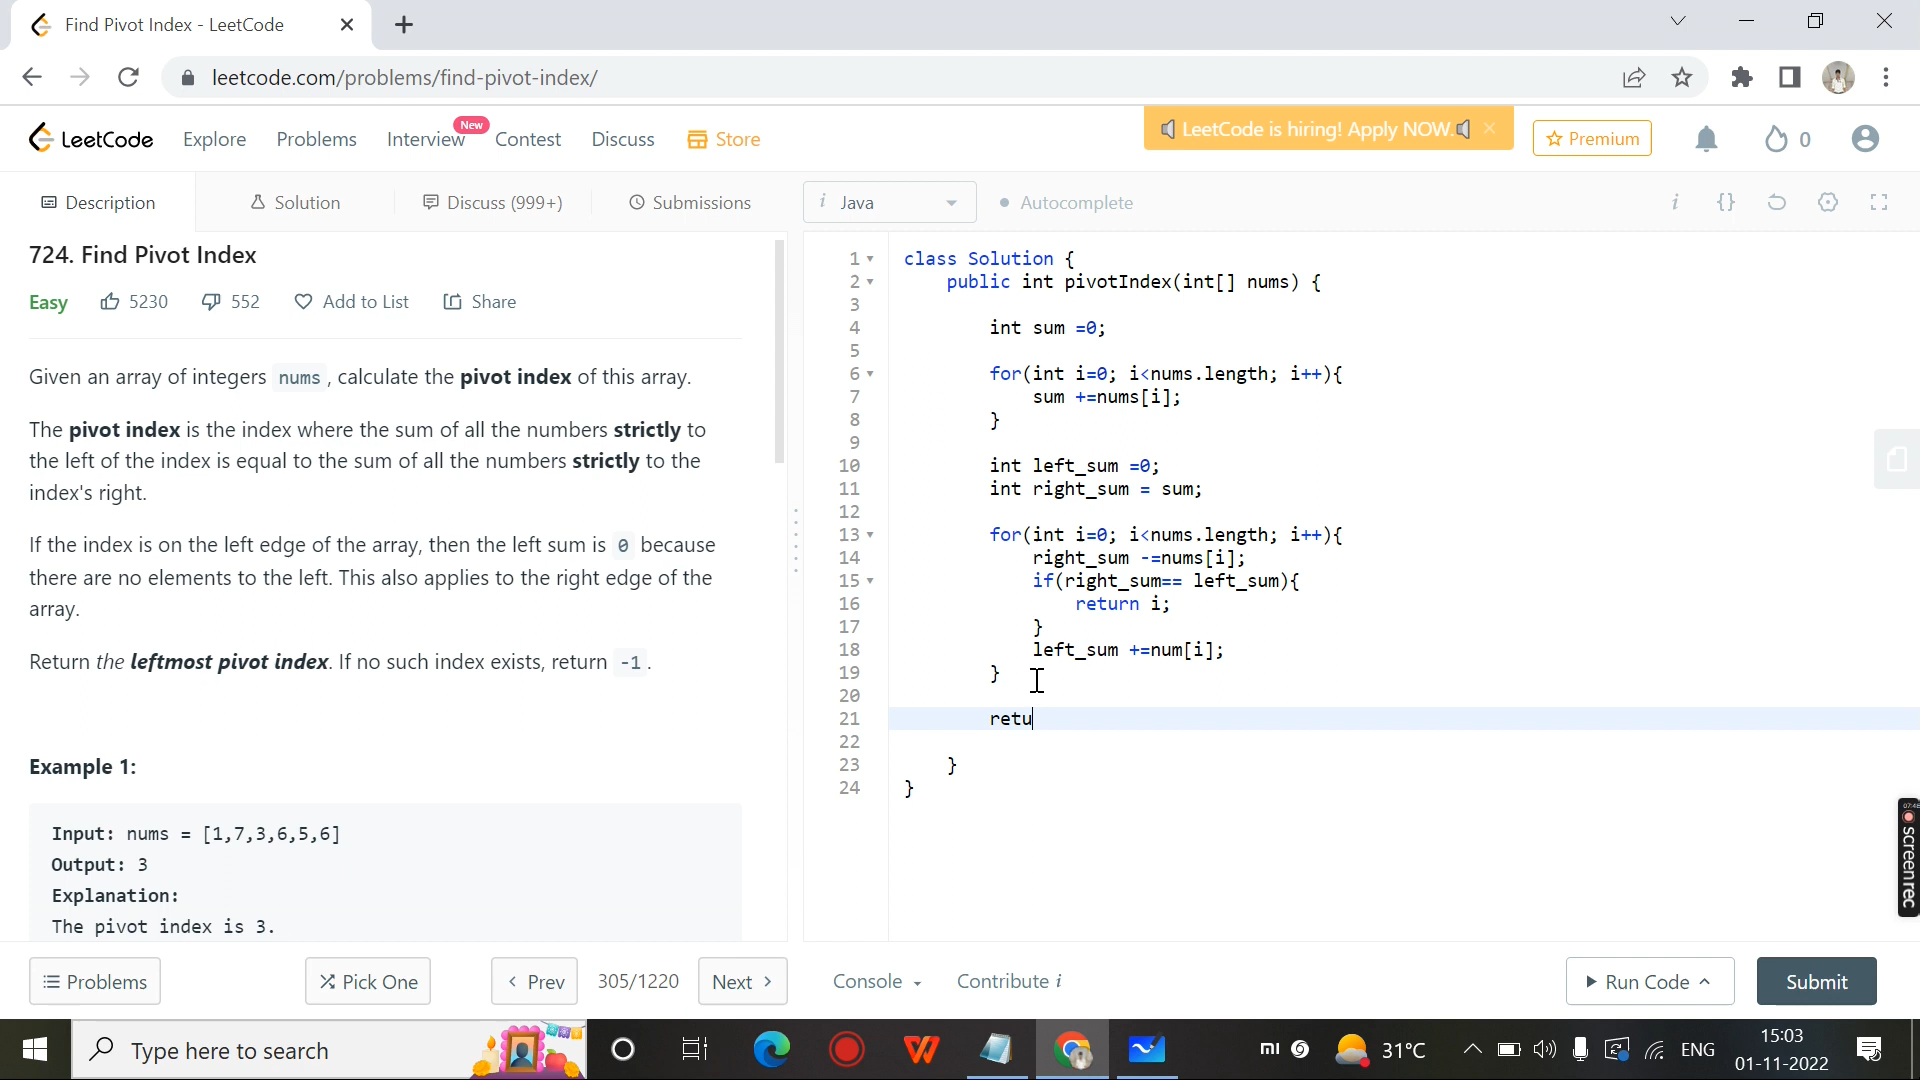 Find Pivot Index - LeetCode
leetcode.com/problems/find-pivot-index/
LeetCode
Explore
Problems
Interview
New
Contest
Discuss
Store
LeetCode is hiring! Apply NOW.
Premium
0
Description
Solution
Discuss (999+)
Submissions
i Java
Autocomplete
i
{}
724. Find Pivot Index
Easy
5230
552
Add to List
Share
Given an array of integers nums, calculate the pivot index of this array.
The pivot index is the index where the sum of all the numbers strictly to
the left of the index is equal to the sum of all the numbers strictly to the
index's right.
If the index is on the left edge of the array, then the left sum is 0 because
there are no elements to the left. This also applies to the right edge of the
array.
Return the leftmost pivot index. If no such index exists, return -1.
Example 1:
Input: nums = [1,7,3,6,5,6]
Output: 3
Explanation:
The pivot index is 3.
1 class Solution {
2 public int pivotIndex(int[] nums) {
3
4 int sum =0;
5
6 for(int i=0; i<nums.length; i++){
7 sum +=nums[i];
8 }
9
10 int left_sum =0;
11 int right_sum = sum;
12
13 for(int i=0; i<nums.length; i++){
14 right_sum -=nums[i];
15 if(right_sum== left_sum){
16 return i;
17 }
18 left_sum +=num[i];
19 }
20
21 retu
22
23 }
24 }
screenrec
Problems
Pick One
Prev
305/1220
Next
Console
Contribute i
Run Code
Submit
Type here to search
31°C
ENG
15:03
01-11-2022